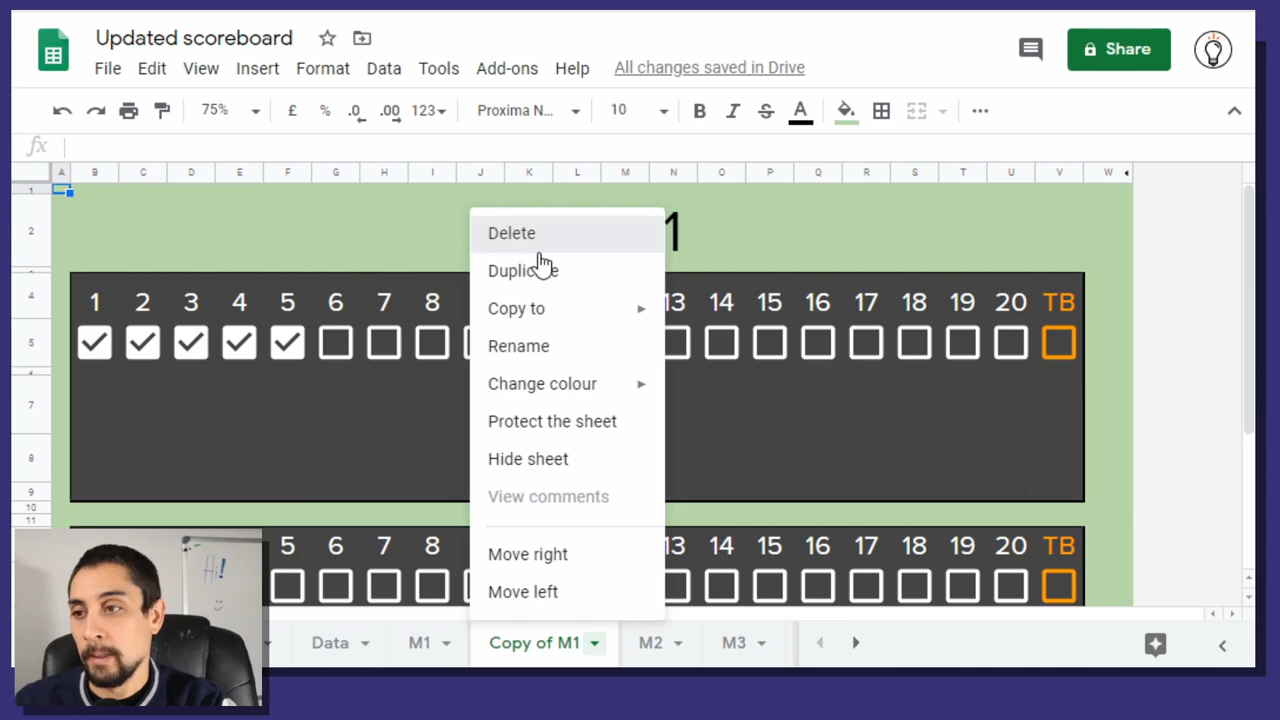 Updated scoreboard
Share
File Edit View Insert Format Data Tools Add-ons Help All changes saved in Drive
75% £ % .0 .00 123 Proxima N... 10 B I S A ...
fx
A B C D E F G H I J K L M N O P Q R S T U V W
1
2 1
4 1 2 3 4 5 6 7 8 13 14 15 16 17 18 19 20 TB
5
7
8
9
10
11
5 6 7 8 13 14 15 16 17 18 19 20 TB
Delete
Duplicate
Copy to
Rename
Change colour
Protect the sheet
Hide sheet
View comments
Move right
Move left
Hi!
Data M1 Copy of M1 M2 M3